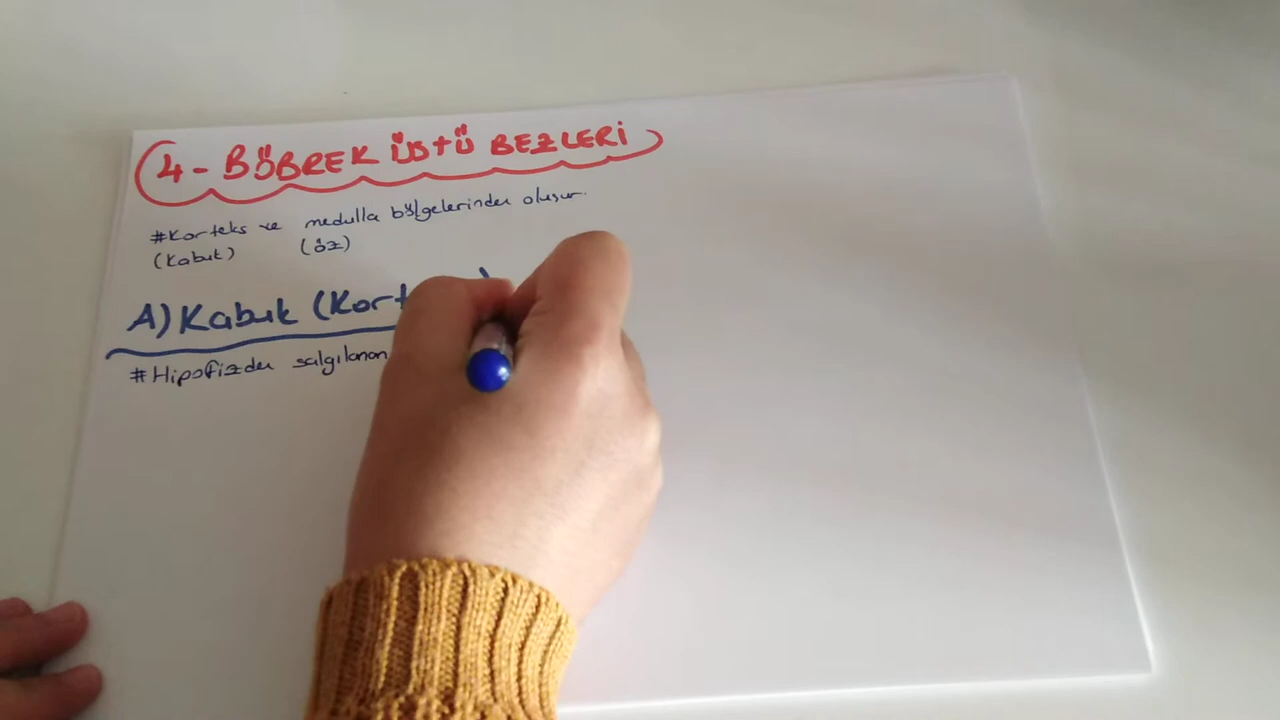 4- BÖBREK ÜSTÜ BEZLERİ
#Korteks ve medulla bölgelerinden oluşur.
(Kabuk) (öz)
A) Kabuk (Kort
#Hipofizden salgılanan